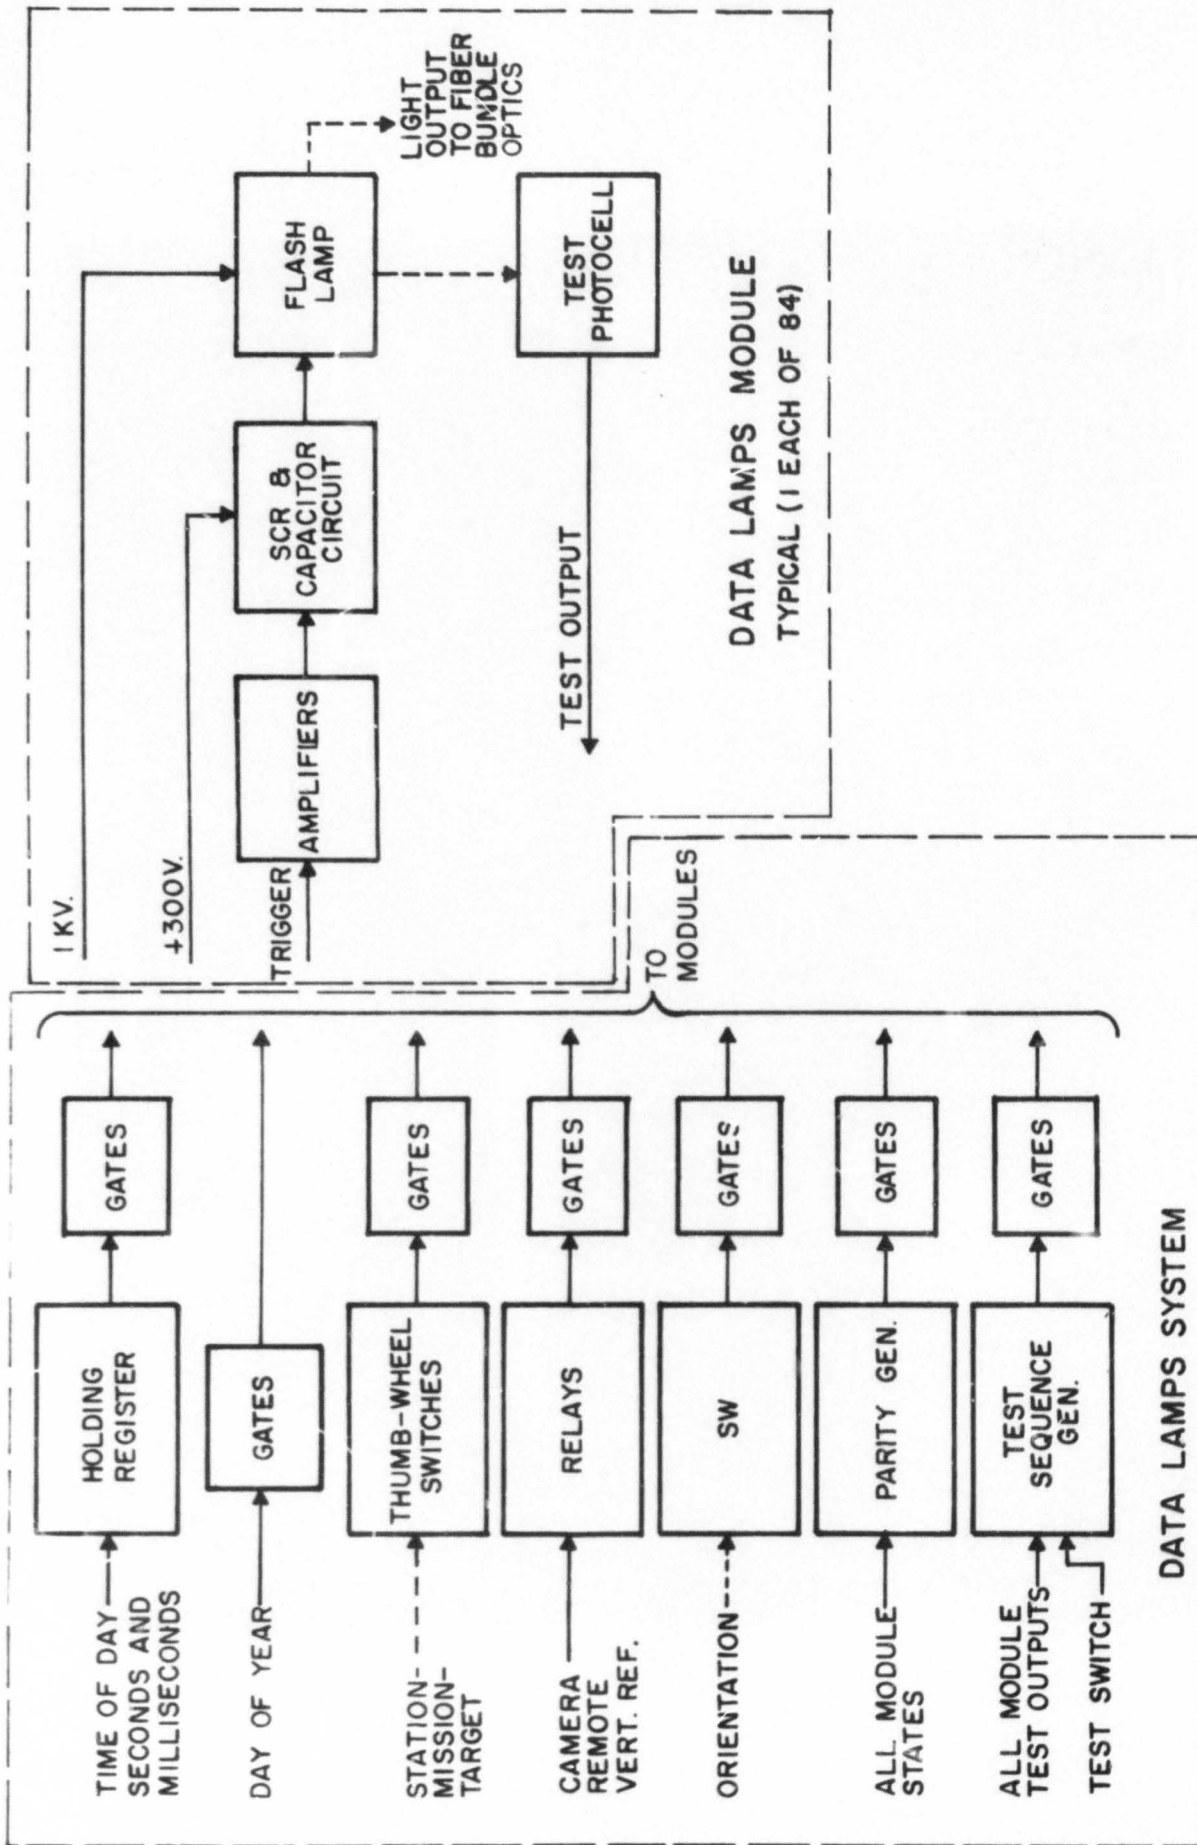 TIME OF DAY
SECONDS AND
MILLISECONDS
HOLDING
REGISTER
GATES
DAY OF YEAR
GATES
STATION-
MISSION-
TARGET
THUMB-WHEEL
SWITCHES
GATES
CAMERA
REMOTE
VERT. REF.
RELAYS
GATES
ORIENTATION
SW
GATES
ALL MODULE
STATES
PARITY GEN.
GATES
ALL MODULE
TEST OUTPUTS
TEST SWITCH
TEST
SEQUENCE
GEN.
GATES
TO
MODULES
DATA LAMPS SYSTEM
1 KV.
+300V.
TRIGGER
AMPLIFIERS
SCR &
CAPACITOR
CIRCUIT
FLASH
LAMP
LIGHT
OUTPUT
TO FIBER
BUNDLE
OPTICS
TEST
PHOTOCELL
TEST OUTPUT
DATA LAMPS MODULE
TYPICAL (1 EACH OF 84)